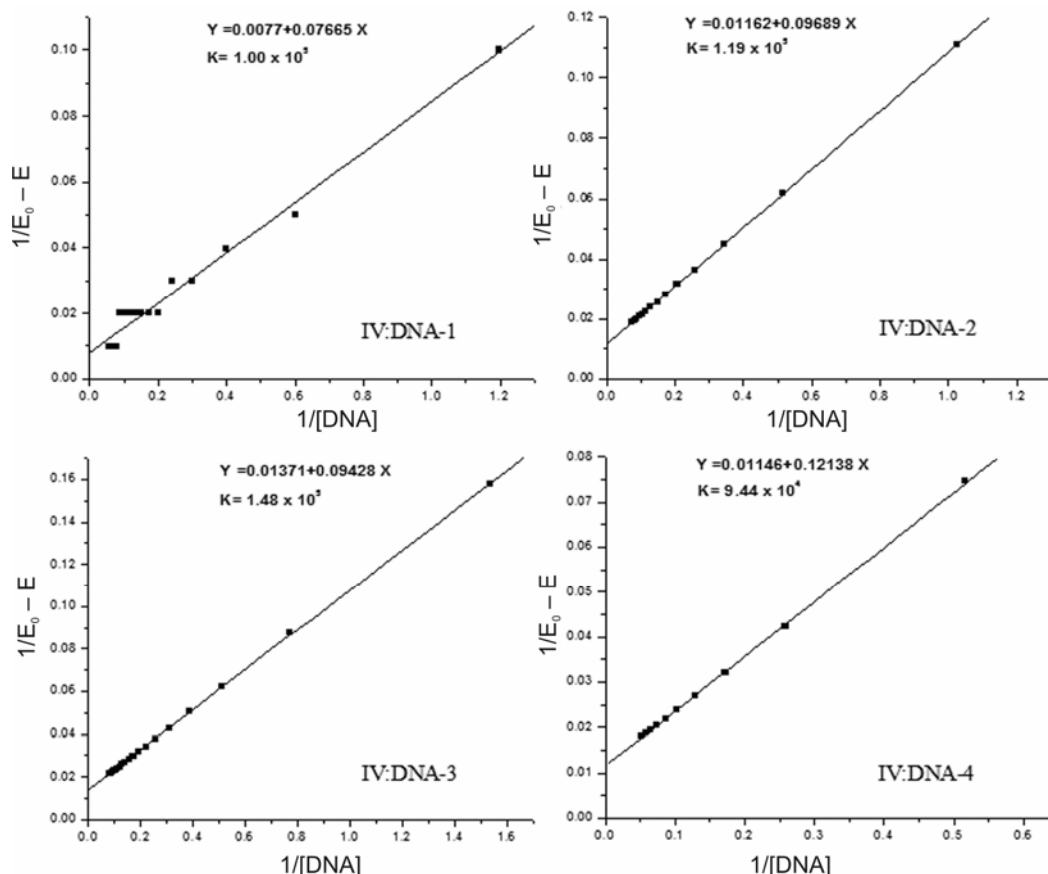 Y =0.0077+0.07665 X
K= 1.00 x 10⁵
0.10
0.08
0.06
0.04
0.02
0.00
1/E₀ – E
0.0 0.2 0.4 0.6 0.8 1.0 1.2
1/[DNA]
IV:DNA-1
Y =0.01162+0.09689 X
K= 1.19 x 10⁵
0.12
0.10
0.08
0.06
0.04
0.02
0.00
1/E₀ – E
0.0 0.2 0.4 0.6 0.8 1.0 1.2
1/[DNA]
IV:DNA-2
Y =0.01371+0.09428 X
K= 1.48 x 10⁵
0.16
0.14
0.12
0.10
0.08
0.06
0.04
0.02
0.00
1/E₀ – E
0.0 0.2 0.4 0.6 0.8 1.0 1.2 1.4 1.6
1/[DNA]
IV:DNA-3
Y =0.01146+0.12138 X
K= 9.44 x 10⁴
0.08
0.07
0.06
0.05
0.04
0.03
0.02
0.01
0.00
1/E₀ – E
0.0 0.1 0.2 0.3 0.4 0.5 0.6
1/[DNA]
IV:DNA-4